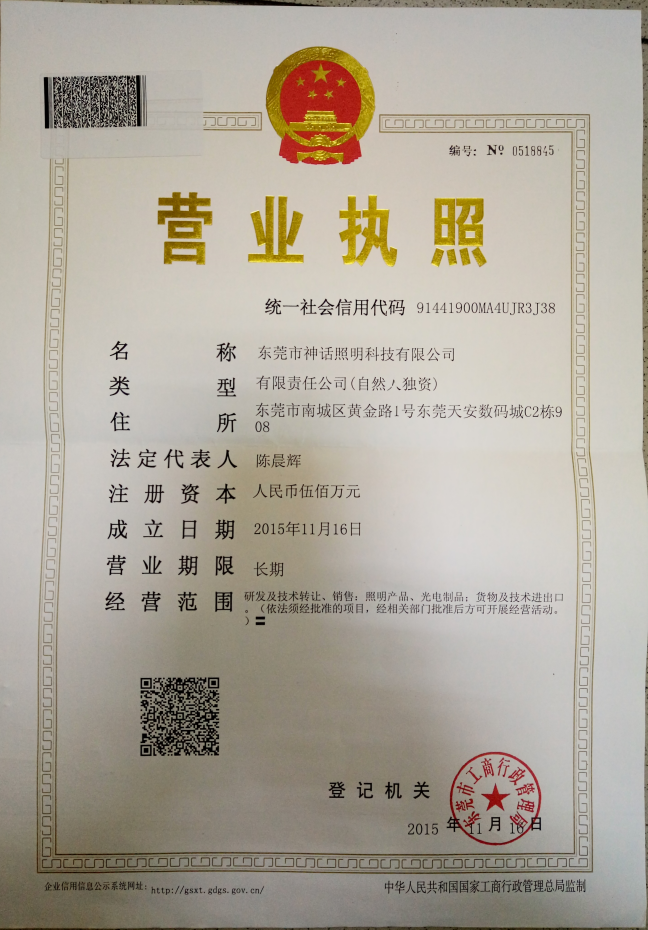 编号: Nº 0518845
营业执照
统一社会信用代码 91441900MA4UJR3J38
名称 东莞市神话照明科技有限公司
类型 有限责任公司(自然人独资)
住所 东莞市南城区黄金路1号东莞天安数码城C2栋9
08
法定代表人 陈晨辉
注册资本 人民币伍佰万元
成立日期 2015年11月16日
营业期限 长期
经营范围 研发及技术转让、销售: 照明产品、光电制品; 货物及技术进出口
。(依法须经批准的项目, 经相关部门批准后方可开展经营活动。
)〓
登记机关
东莞市工商行政管理局
2015 年 11 月 16 日
企业信用信息公示系统网址: http://gsxt.gdgs.gov.cn/
中华人民共和国国家工商行政管理总局监制